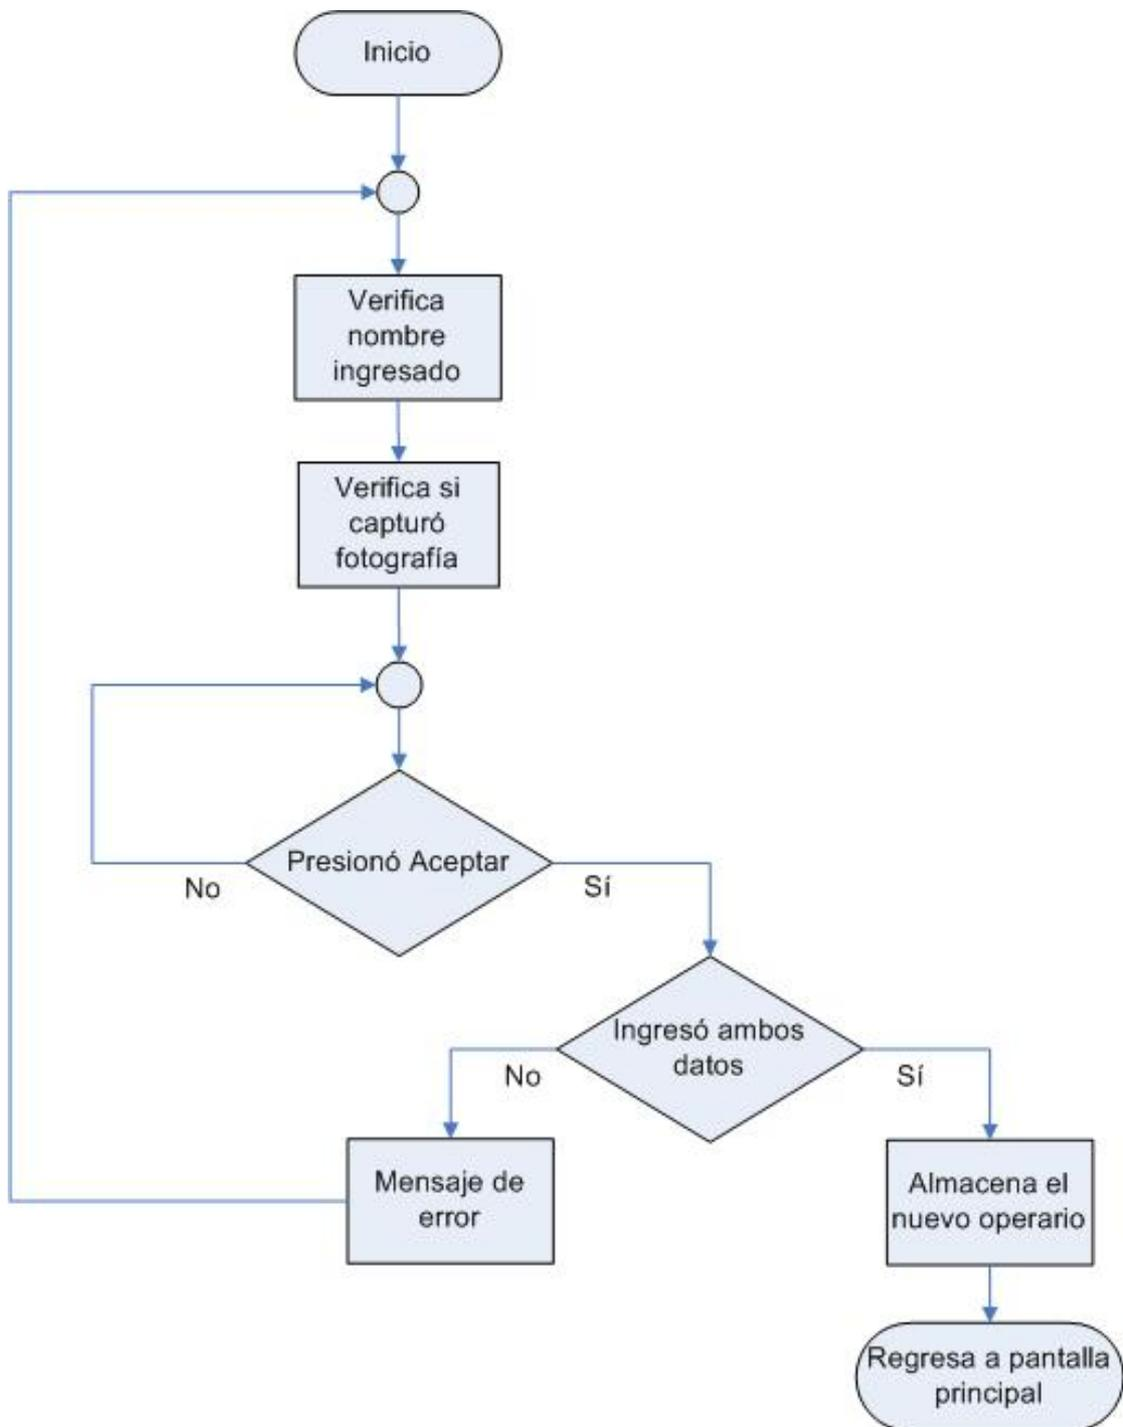 Inicio
Verifica
nombre
ingresado
Verifica si
capturó
fotografía
Presionó Aceptar
No
Sí
Ingresó ambos
datos
No
Sí
Mensaje de
error
Almacena el
nuevo operario
Regresa a pantalla
principal